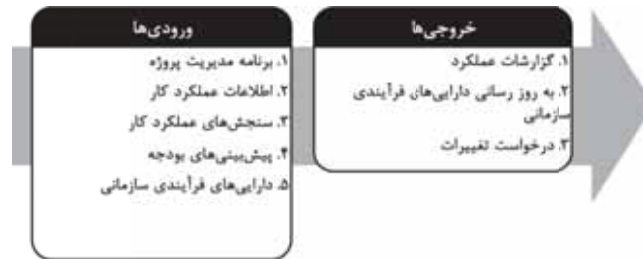 ورودی‌ها
۱. برنامه مدیریت پروژه
۲. اطلاعات عملکرد کار
۳. سنجش‌های عملکرد کار
۴. پیش‌بینی‌های بودجه
۵. دارایی‌های فرآیندی سازمانی
خروجی‌ها
۱. گزارشات عملکرد
۲. به روز رسانی دارایی‌های فرآیندی
سازمانی
۳. درخواست تغییرات